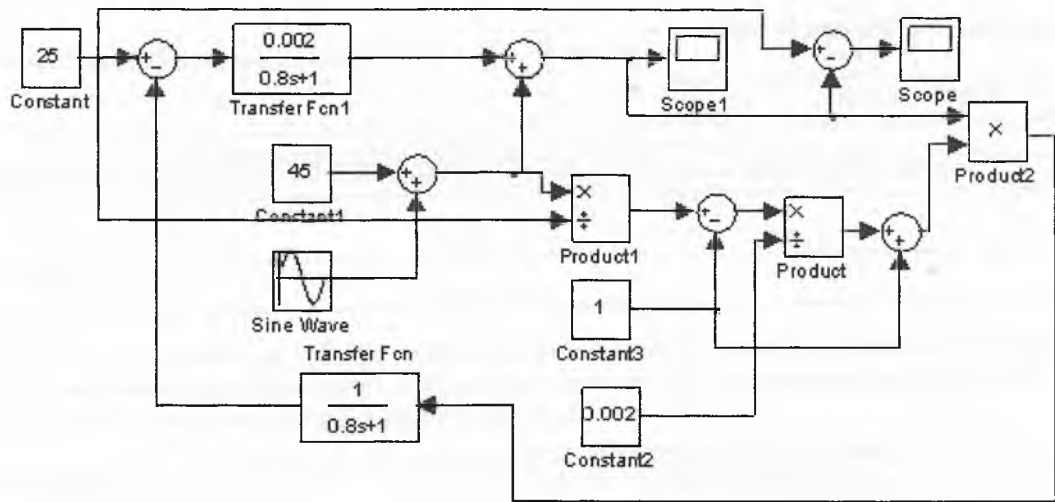 25
Constant
+
−
0.002
0.8s+1
Transfer Fcn1
+
+
Scope1
+
−
Scope
×
Product2
45
Constant1
+
+
×
÷
Product1
+
−
×
÷
Product
+
+
Sine Wave
1
Constant3
Transfer Fcn
1
0.8s+1
0.002
Constant2